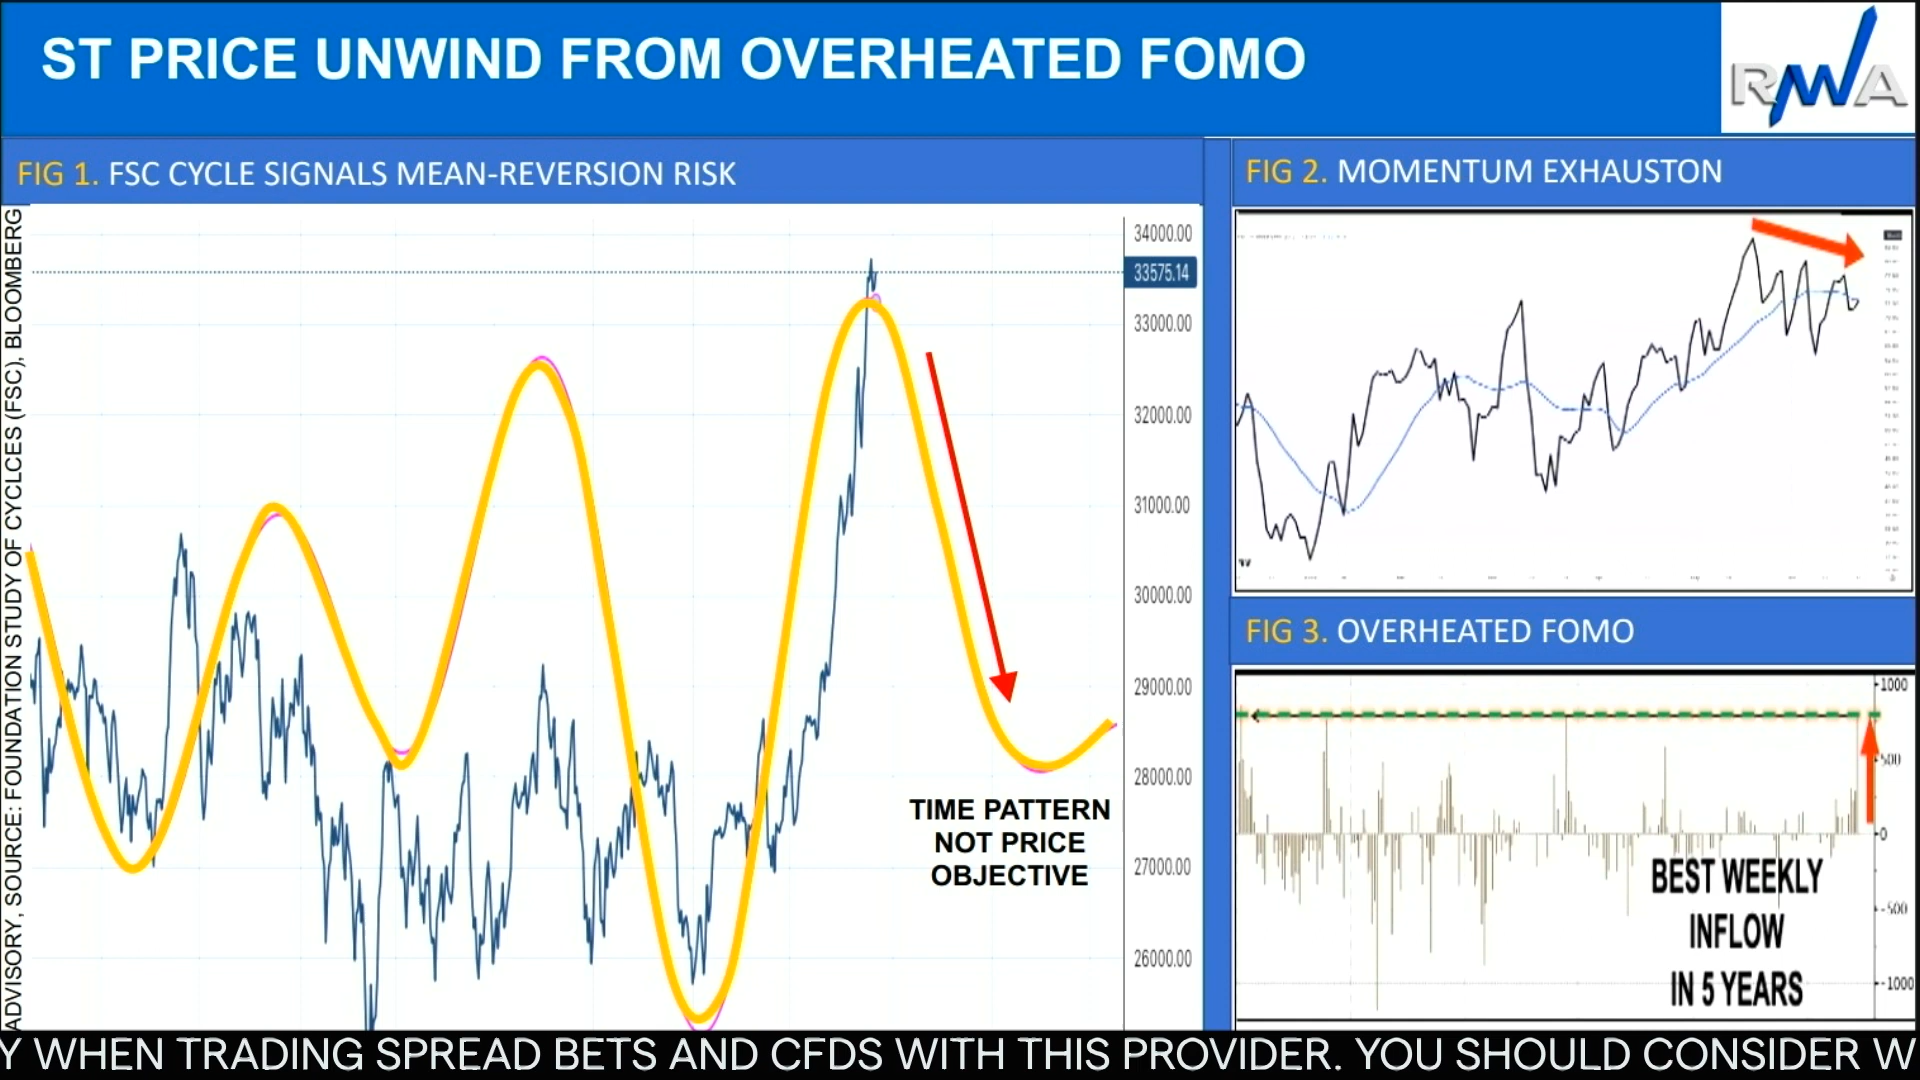 ST PRICE UNWIND FROM OVERHEATED FOMO
RWA
FIG 1. FSC CYCLE SIGNALS MEAN-REVERSION RISK
ADVISORY, SOURCE: FOUNDATION STUDY OF CYCLCES (FSC), BLOOMBERG
34000.00
33575.14
33000.00
32000.00
31000.00
30000.00
29000.00
28000.00
27000.00
26000.00
TIME PATTERN
NOT PRICE
OBJECTIVE
FIG 2. MOMENTUM EXHAUSTON
FIG 3. OVERHEATED FOMO
1000
500
0
-500
-1000
BEST WEEKLY
INFLOW
IN 5 YEARS
Y WHEN TRADING SPREAD BETS AND CFDS WITH THIS PROVIDER. YOU SHOULD CONSIDER W